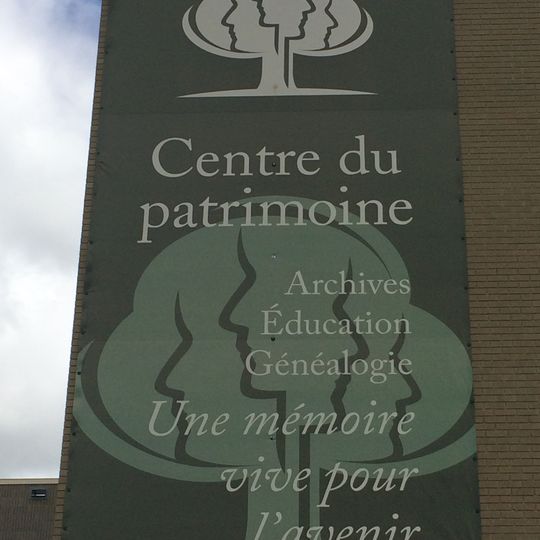 Centre du
patrimoine
Archives
Éducation
Généalogie
Une mémoire
vive pour
l'avenir